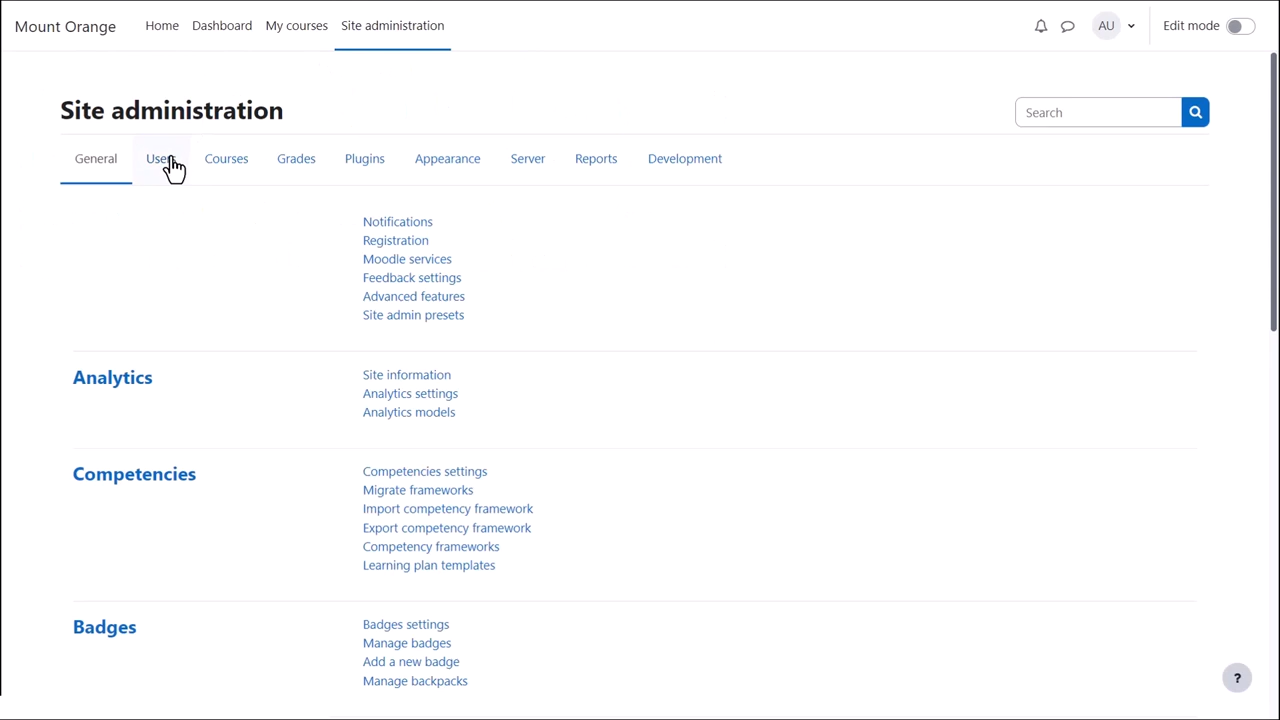 Mount Orange Home Dashboard My courses Site administration AU Edit mode
Site administration
Search
General Users Courses Grades Plugins Appearance Server Reports Development
Notifications
Registration
Moodle services
Feedback settings
Advanced features
Site admin presets
Analytics
Site information
Analytics settings
Analytics models
Competencies
Competencies settings
Migrate frameworks
Import competency framework
Export competency framework
Competency frameworks
Learning plan templates
Badges
Badges settings
Manage badges
Add a new badge
Manage backpacks
?